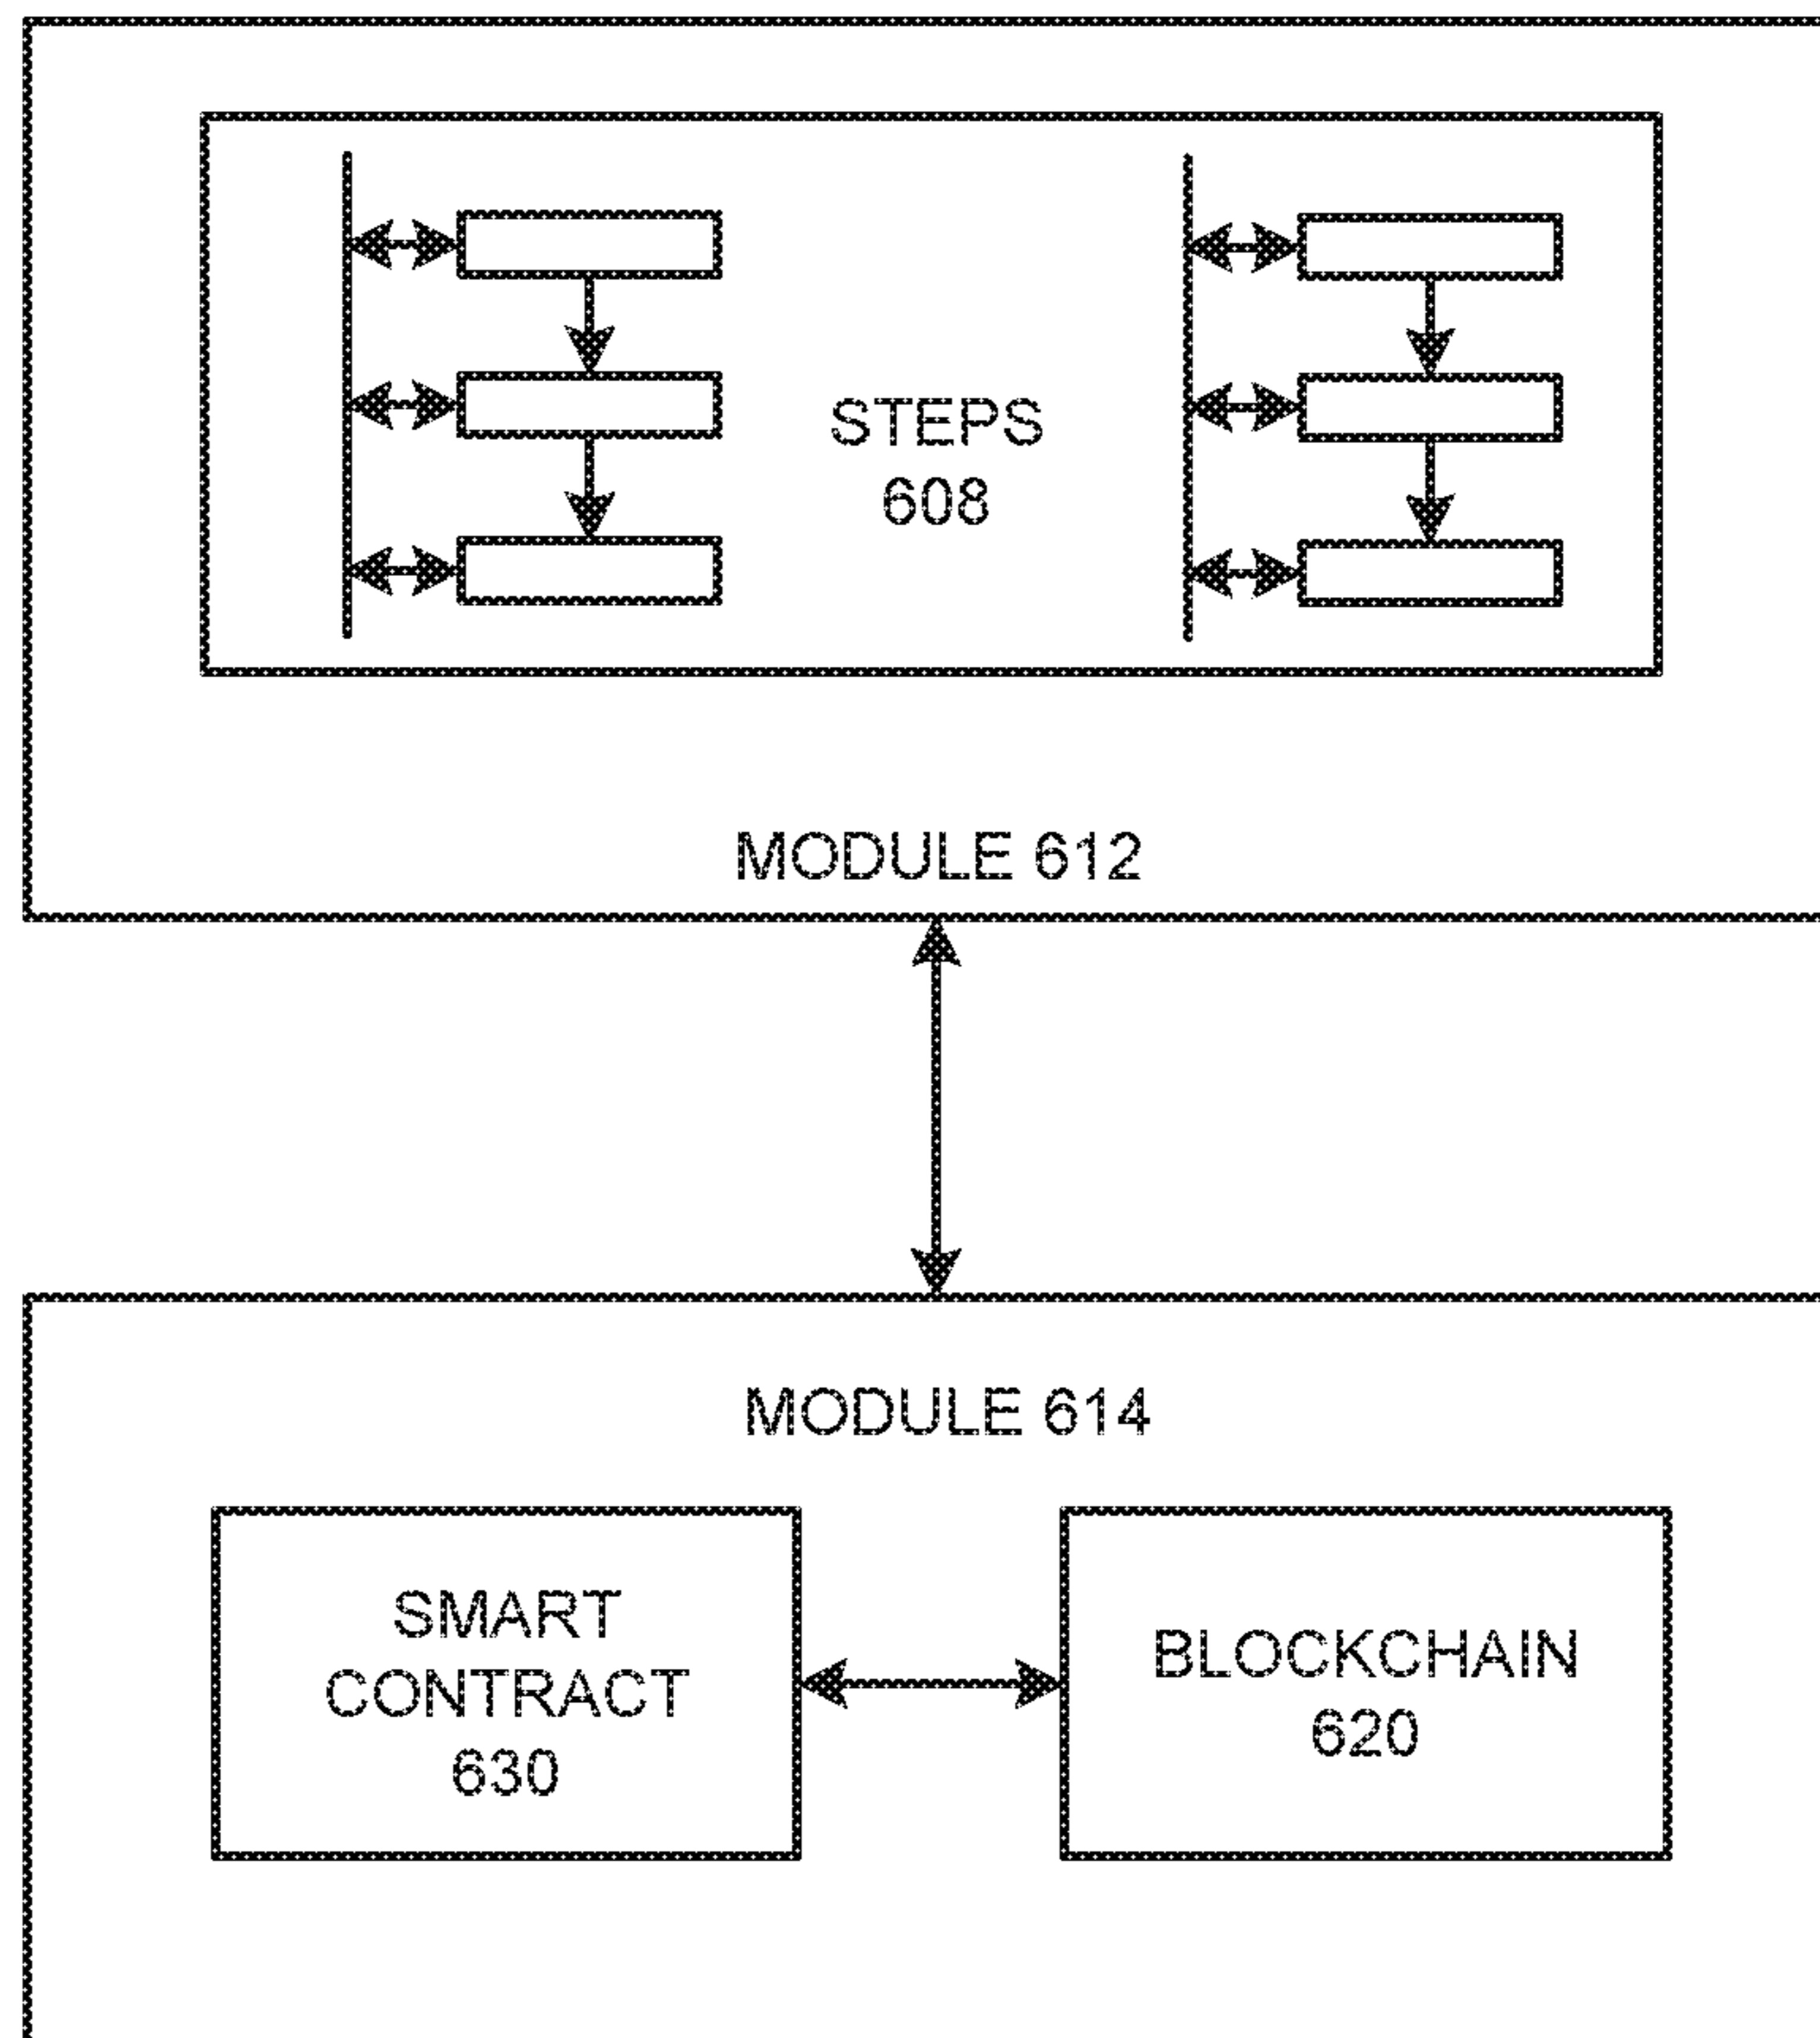 STEPS
608
MODULE 612
MODULE 614
SMART
CONTRACT
630
BLOCKCHAIN
620